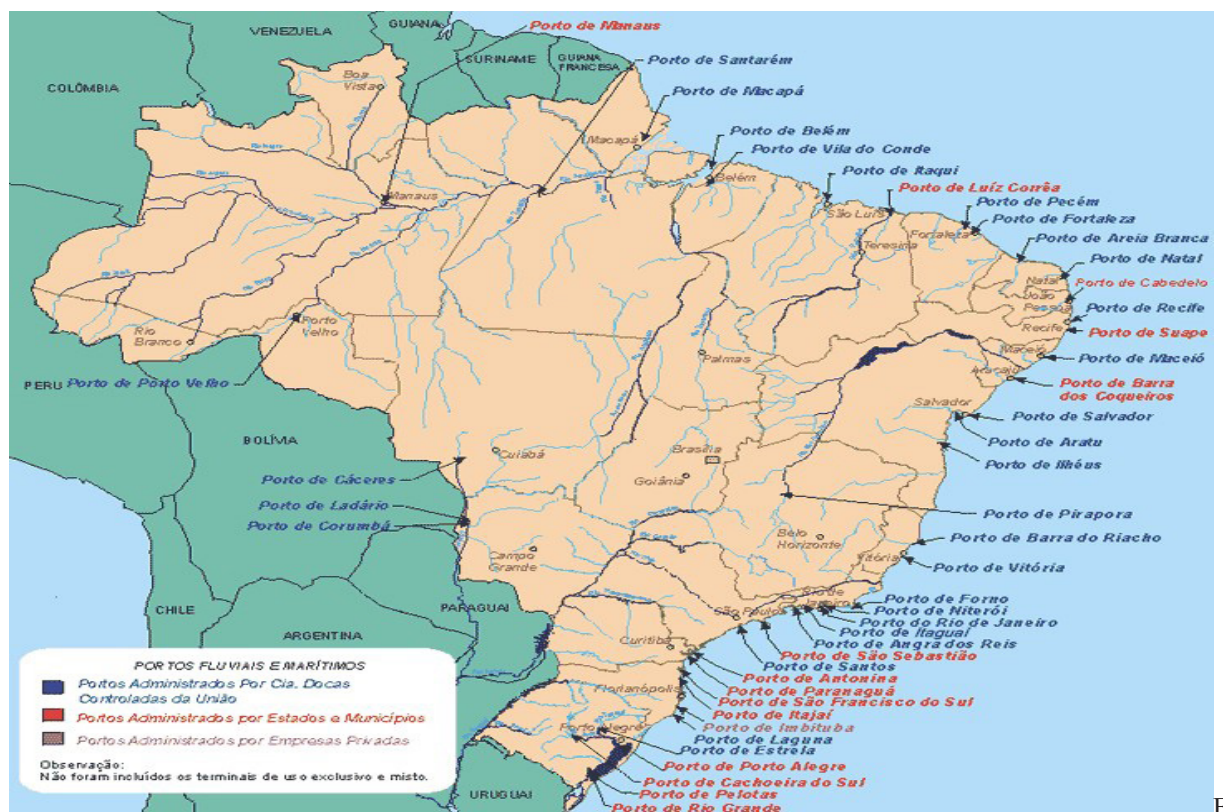 Porto de Manaus
VENEZUELA
GUIANA
SURINAME
GUIANA
FRANCESA
COLÔMBIA
Porto de Santarém
Boa
Vista
Porto de Macapá
Macapá
Porto de Belém
Porto de Vila do Conde
Belém
Manaus
Porto de Itaqui
Porto de Luíz Corrêa
São Luís
Porto de Pecém
Porto de Fortaleza
Fortaleza
Teresina
Porto de Areia Branca
Porto de Natal
Natal
Porto de Cabedelo
João
Pessoa
Porto de Recife
Recife
Porto de Suape
Porto
Velho
Rio
Branco
Palmas
Maceió
Porto de Maceió
Aracaju
PERU
Porto de Pôrto Velho
Porto de Barra
dos Coqueiros
Salvador
Porto de Salvador
Porto de Aratu
BOLÍVIA
Cuiabá
Brasília
Porto de Ilhéus
Goiânia
Porto de Cáceres
Porto de Ladário
Porto de Corumbá
Porto de Pirapora
Belo
Horizonte
Porto de Barra do Riacho
Campo
Grande
Vitória
Porto de Vitória
CHILE
PARAGUAI
ARGENTINA
Rio de
Janeiro
São Paulo
Porto de Forno
Porto de Niterói
Porto do Rio de Janeiro
Porto de Itaguaí
Porto de Angra dos Reis
Porto de São Sebastião
Porto de Santos
Curitiba
Porto de Antonina
Porto de Paranaguá
Porto de São Francisco do Sul
Florianópolis
Porto de Itajaí
Porto de Imbituba
Porto Alegre
Porto de Laguna
Porto de Estrela
Porto de Porto Alegre
Porto de Cachoeira do Sul
Porto de Pelotas
Porto de Rio Grande
URUGUAI
PORTOS FLUVIAIS E MARÍTIMOS
Portos Administrados Por Cia. Docas
Controladas da União
Portos Administrados por Estados e Municípios
Portos Administrados por Empresas Privadas
Observação:
Não foram incluídos os terminais de uso exclusivo e misto.